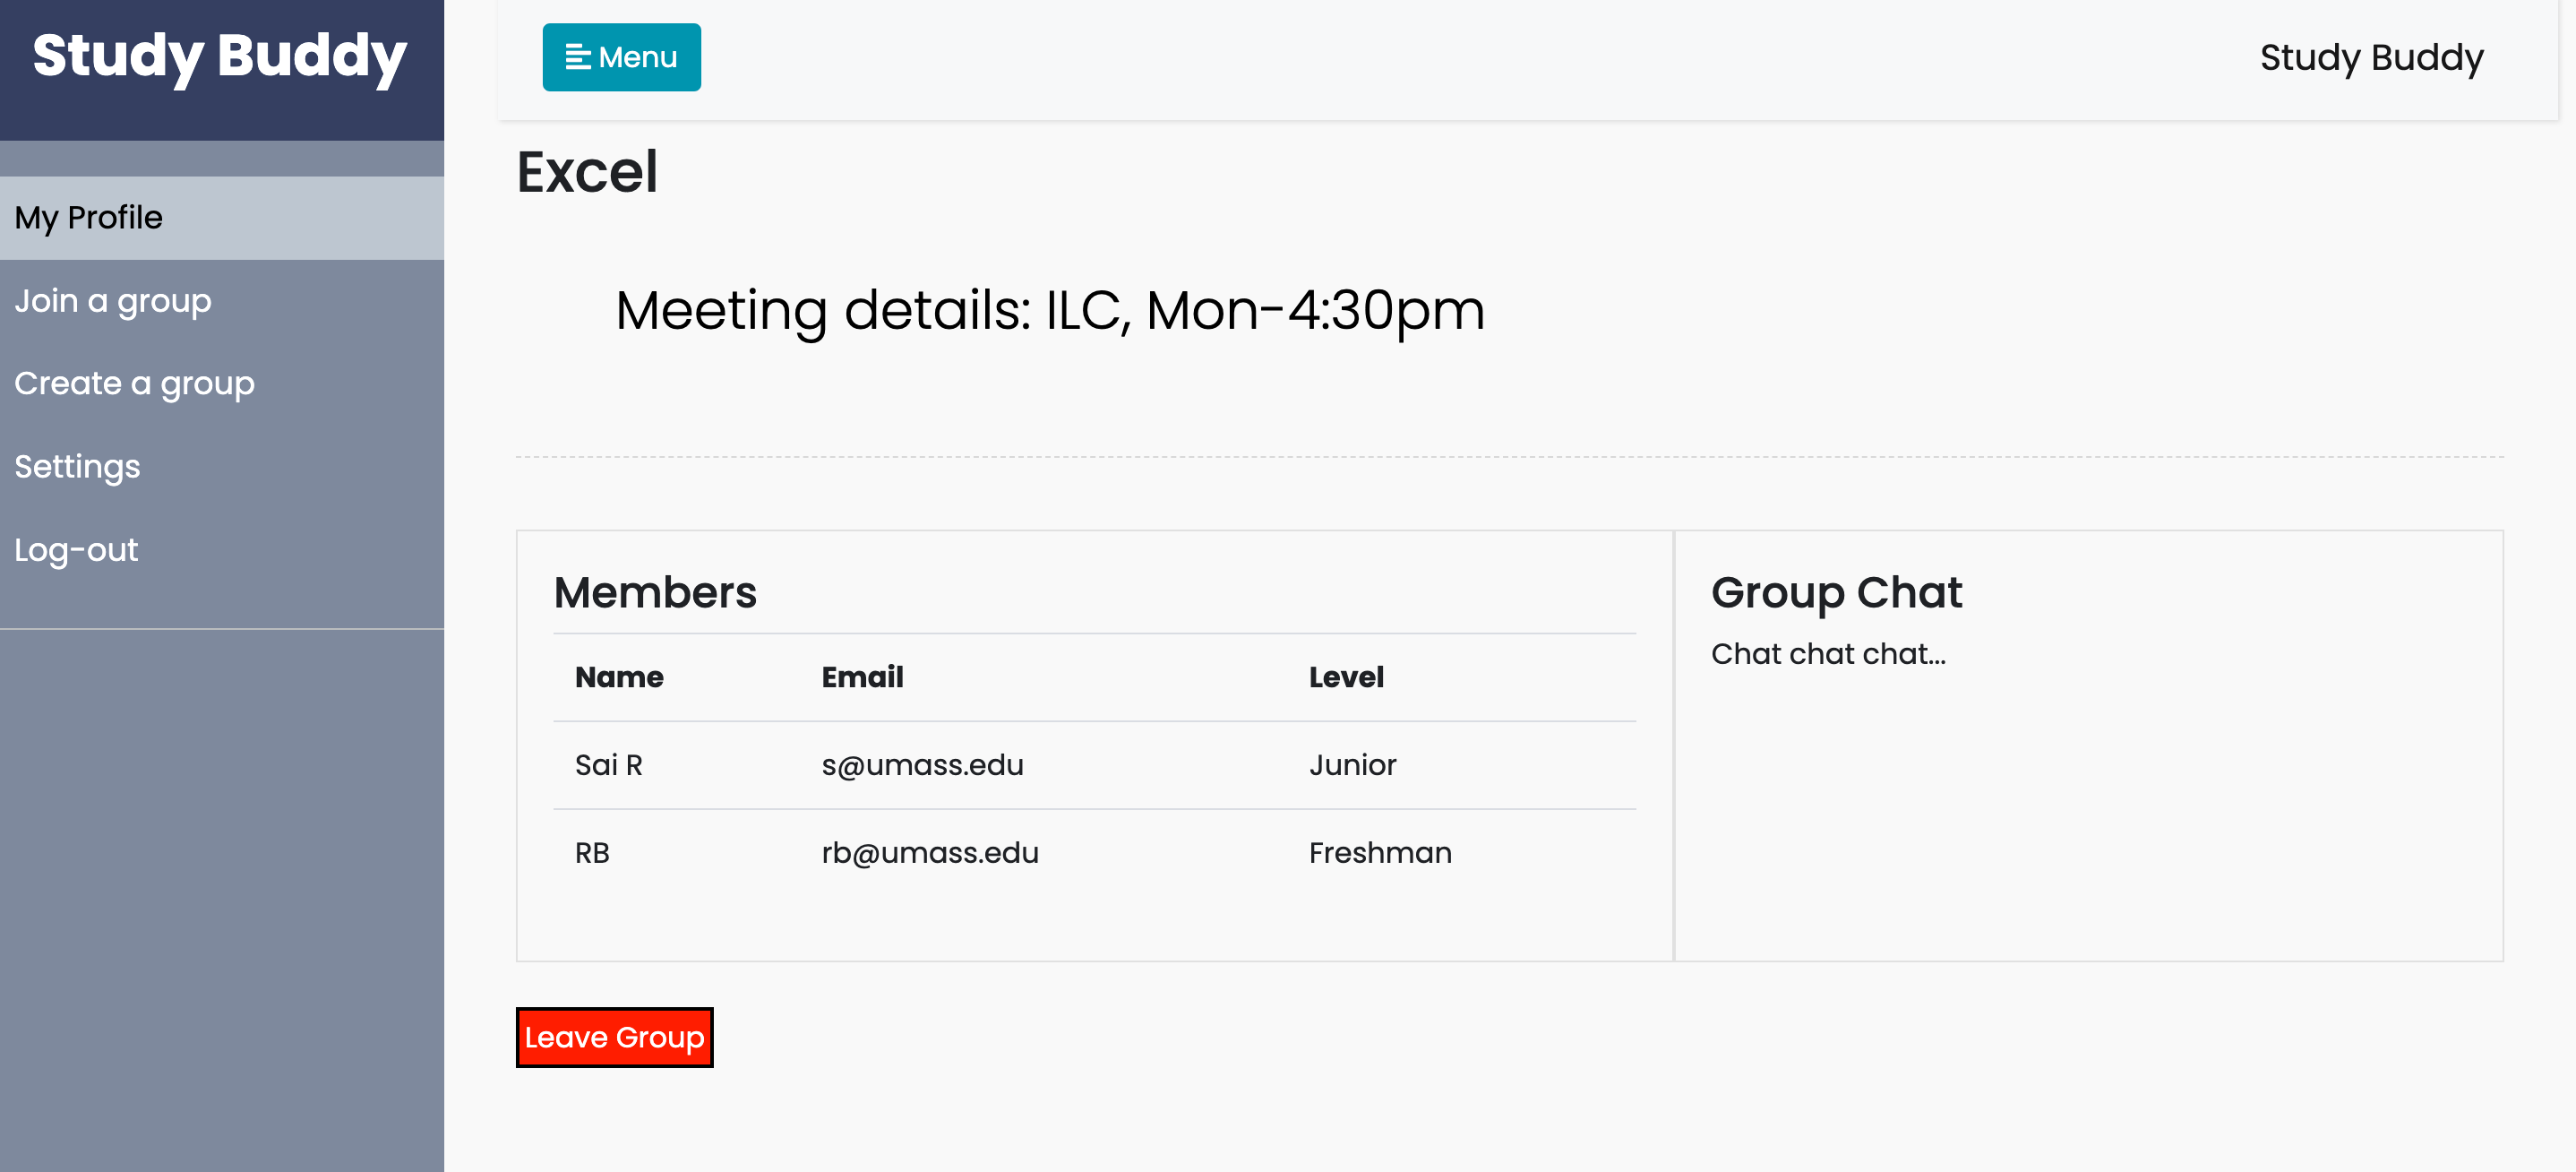 Study Buddy
My Profile
Join a group
Create a group
Settings
Log-out
Menu
Study Buddy
Excel
Meeting details: ILC, Mon-4:30pm
Members
Name Email Level
Sai R s@umass.edu Junior
RB rb@umass.edu Freshman
Group Chat
Chat chat chat...
Leave Group